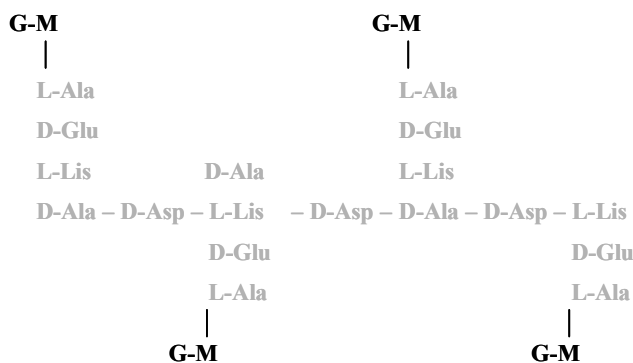 G-M G-M
L-Ala L-Ala
D-Glu D-Glu
L-Lis D-Ala L-Lis
D-Ala – D-Asp – L-Lis – D-Asp – D-Ala – D-Asp – L-Lis
D-Glu D-Glu
L-Ala L-Ala
G-M G-M